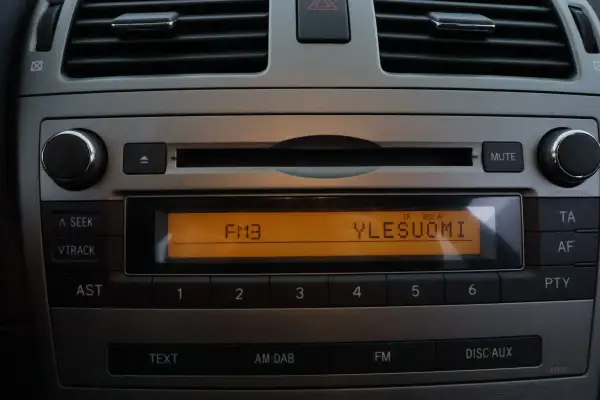 MUTE
∧ SEEK
∨ TRACK
AST
FM3 YLESUOMI
TA
AF
PTY
1 2 3 4 5 6
TEXT AM·DAB FM DISC·AUX